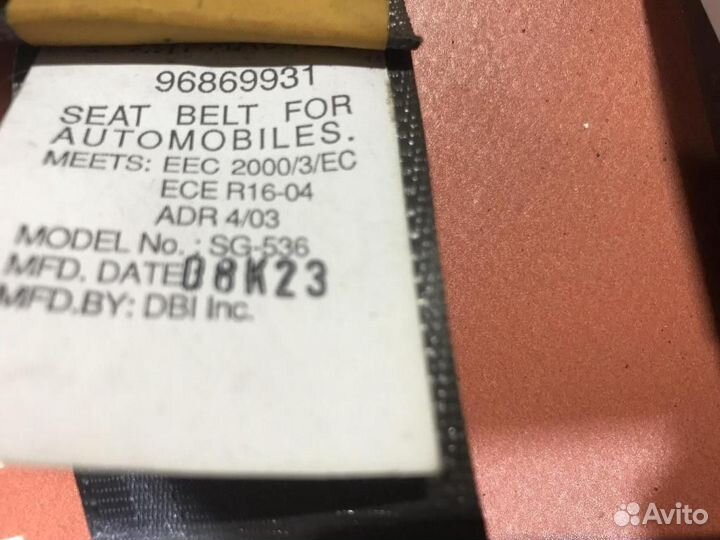 96869931
SEAT BELT FOR
AUTOMOBILES.
MEETS: EEC 2000/3/EC
ECE R16-04
ADR 4/03
MODEL No. : SG-536
MFD. DATE 08K23
MFD.BY: DBI Inc.
Avito